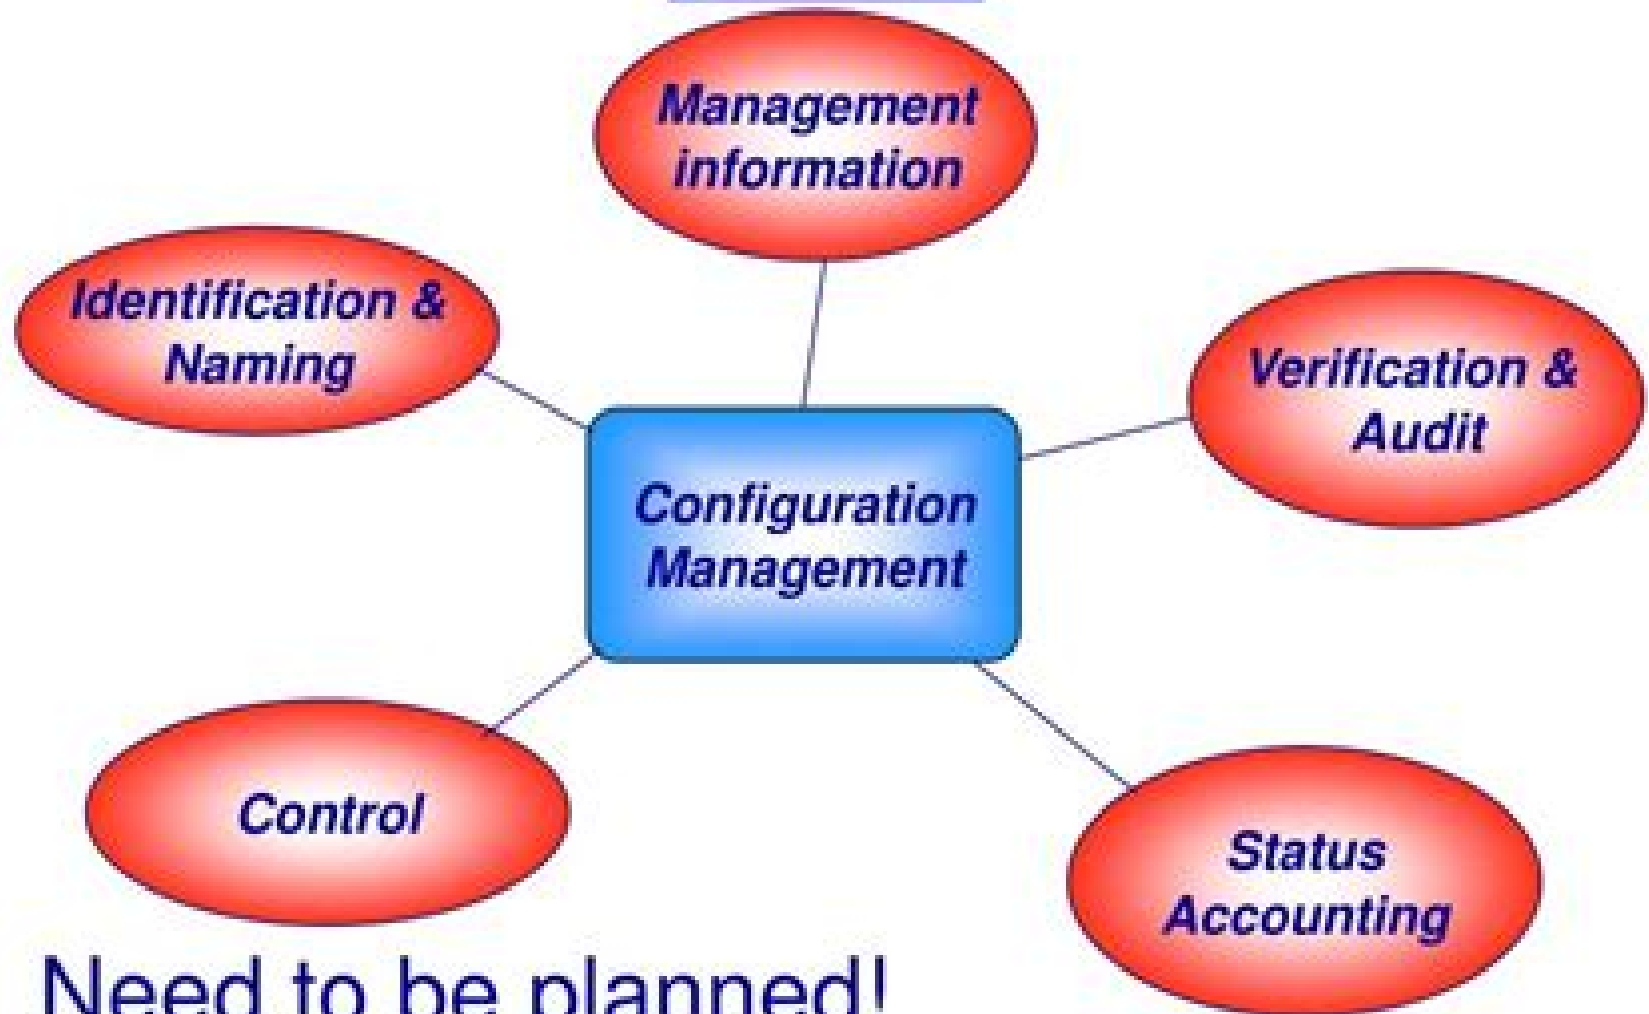 Management
information
Identification &
Naming
Verification &
Audit
Configuration
Management
Control
Status
Accounting
Need to be planned!